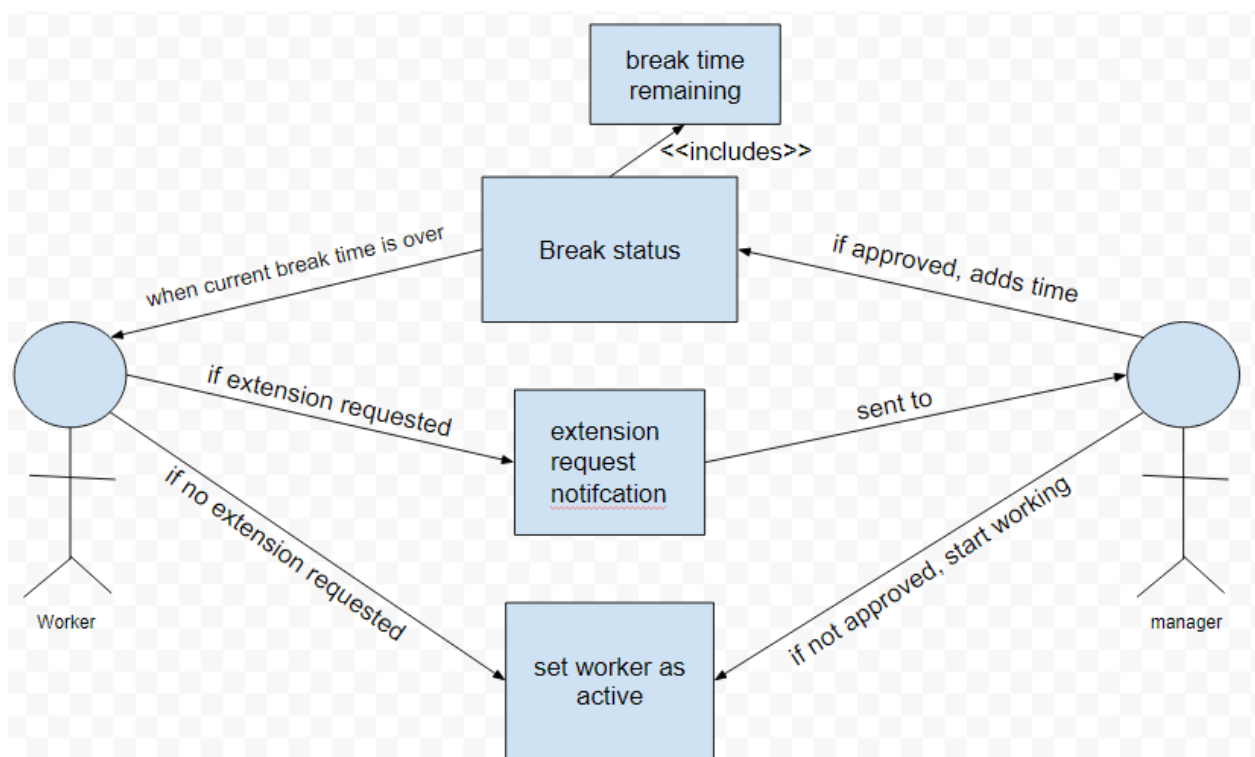 break time
remaining
<<includes>>
Break status
when current break time is over
if approved, adds time
if extension requested
extension
request
notifcation
sent to
if no extension requested
if not approved, start working
Worker
manager
set worker as
active